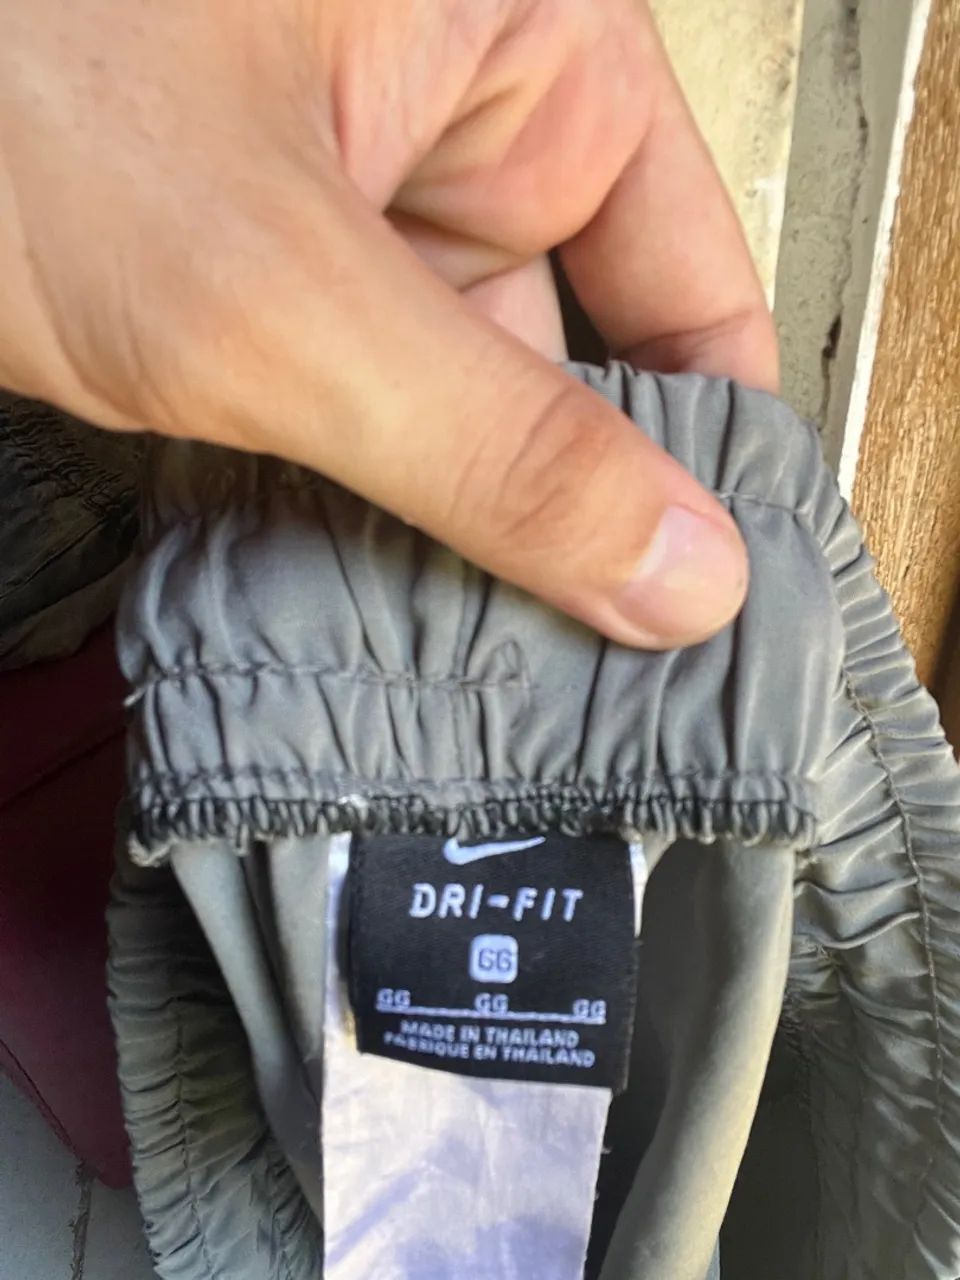 DRI-FIT
GG
GG GG GG
MADE IN THAILAND
FABRIQUE EN THAILAND